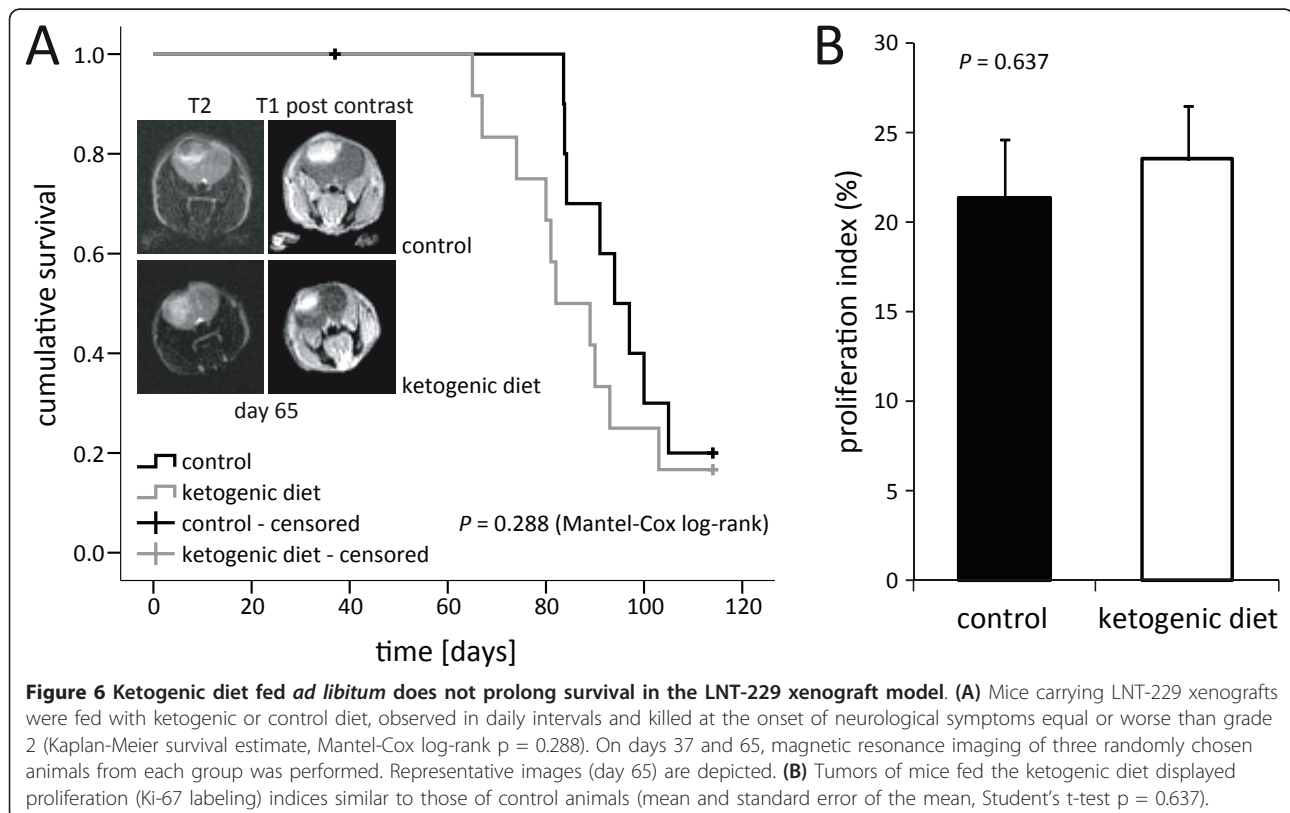 A
1.0
0.8
0.6
0.4
0.2
0.0
cumulative survival
T2 T1 post contrast
control
ketogenic diet
day 65
control
ketogenic diet
control - censored
ketogenic diet - censored
P = 0.288 (Mantel-Cox log-rank)
0 20 40 60 80 100 120
time [days]
B
30
25
20
15
10
5
0
proliferation index (%)
P = 0.637
control ketogenic diet
Figure 6 Ketogenic diet fed ad libitum does not prolong survival in the LNT-229 xenograft model. (A) Mice carrying LNT-229 xenografts
were fed with ketogenic or control diet, observed in daily intervals and killed at the onset of neurological symptoms equal or worse than grade
2 (Kaplan-Meier survival estimate, Mantel-Cox log-rank p = 0.288). On days 37 and 65, magnetic resonance imaging of three randomly chosen
animals from each group was performed. Representative images (day 65) are depicted. (B) Tumors of mice fed the ketogenic diet displayed
proliferation (Ki-67 labeling) indices similar to those of control animals (mean and standard error of the mean, Student's t-test p = 0.637).